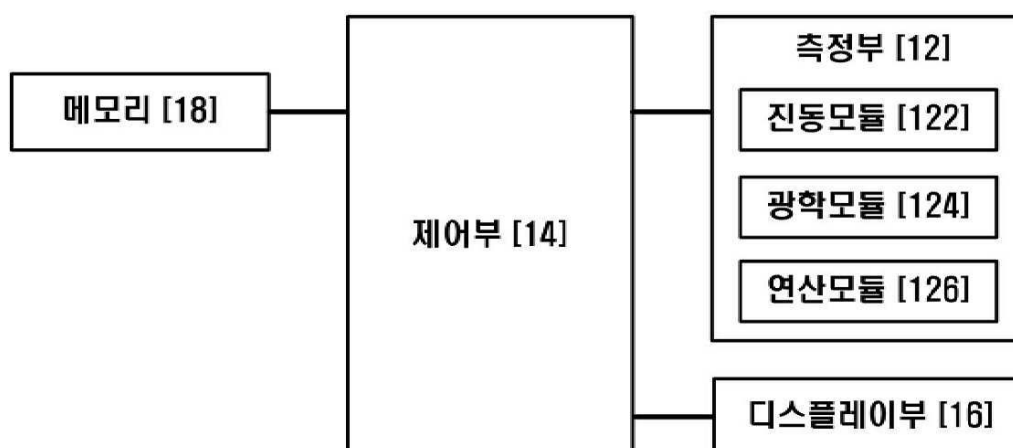 메모리 [18]
제어부 [14]
측정부 [12]
진동모듈 [122]
광학모듈 [124]
연산모듈 [126]
디스플레이부 [16]